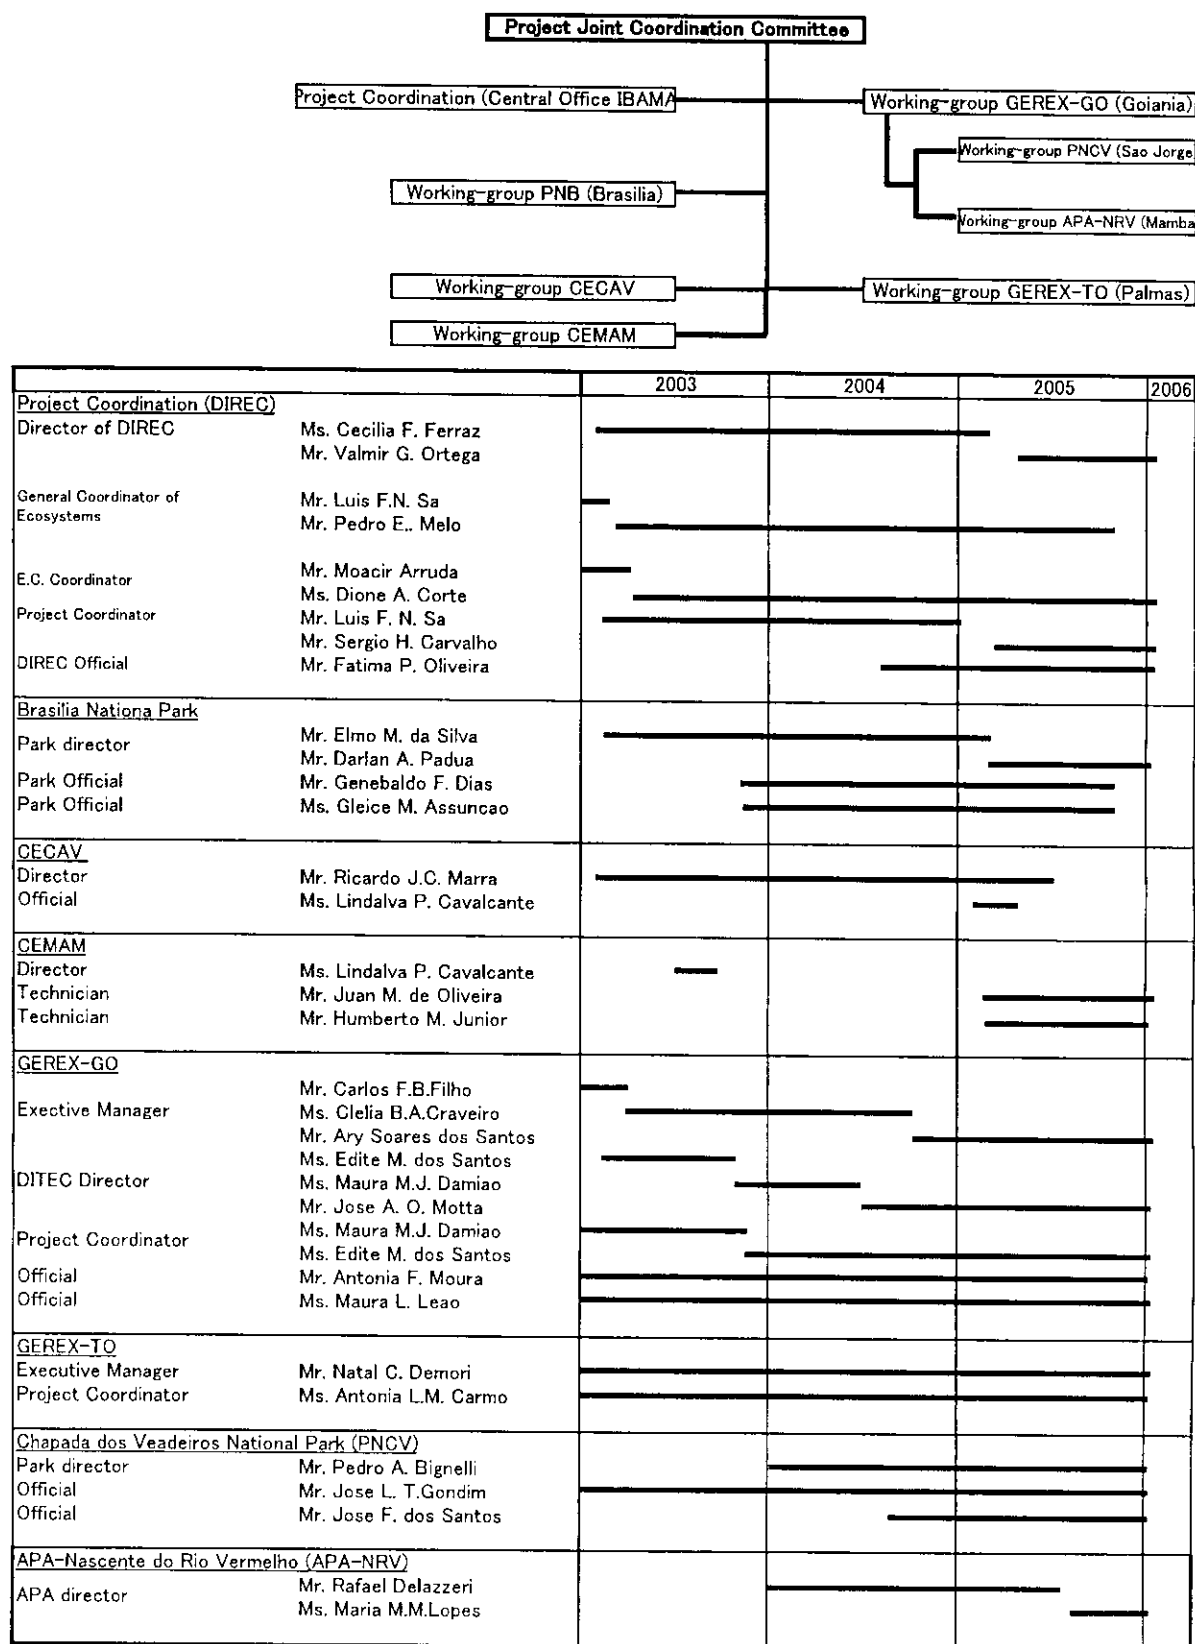 Project Joint Coordination Committee
Project Coordination (Central Office IBAMA
Working-group GEREX-GO (Goiania)
Working-group PNCV (Sao Jorge)
Working-group PNB (Brasilia)
Working-group APA-NRV (Mamba
Working-group CECAV
Working-group GEREX-TO (Palmas)
Working-group CEMAM
2003 2004 2005 2006
Project Coordination (DIREC)
Director of DIREC Ms. Cecilia F. Ferraz
Mr. Valmir G. Ortega
General Coordinator of Ecosystems Mr. Luis F.N. Sa
Mr. Pedro E.. Melo
E.C. Coordinator Mr. Moacir Arruda
Ms. Dione A. Corte
Project Coordinator Mr. Luis F. N. Sa
Mr. Sergio H. Carvalho
DIREC Official Mr. Fatima P. Oliveira
Brasilia Nationa Park
Park director Mr. Elmo M. da Silva
Mr. Darlan A. Padua
Park Official Mr. Genebaldo F. Dias
Park Official Ms. Gleice M. Assuncao
CECAV
Director Mr. Ricardo J.C. Marra
Official Ms. Lindalva P. Cavalcante
CEMAM
Director Ms. Lindalva P. Cavalcante
Technician Mr. Juan M. de Oliveira
Technician Mr. Humberto M. Junior
GEREX-GO
Mr. Carlos F.B.Filho
Exective Manager Ms. Clelia B.A.Craveiro
Mr. Ary Soares dos Santos
Ms. Edite M. dos Santos
DITEC Director Ms. Maura M.J. Damiao
Mr. Jose A. O. Motta
Project Coordinator Ms. Maura M.J. Damiao
Ms. Edite M. dos Santos
Official Mr. Antonia F. Moura
Official Ms. Maura L. Leao
GEREX-TO
Executive Manager Mr. Natal C. Demori
Project Coordinator Ms. Antonia L.M. Carmo
Chapada dos Veadeiros National Park (PNCV)
Park director Mr. Pedro A. Bignelli
Official Mr. Jose L. T.Gondim
Official Mr. Jose F. dos Santos
APA-Nascente do Rio Vermelho (APA-NRV)
APA director Mr. Rafael Delazzeri
Ms. Maria M.M.Lopes